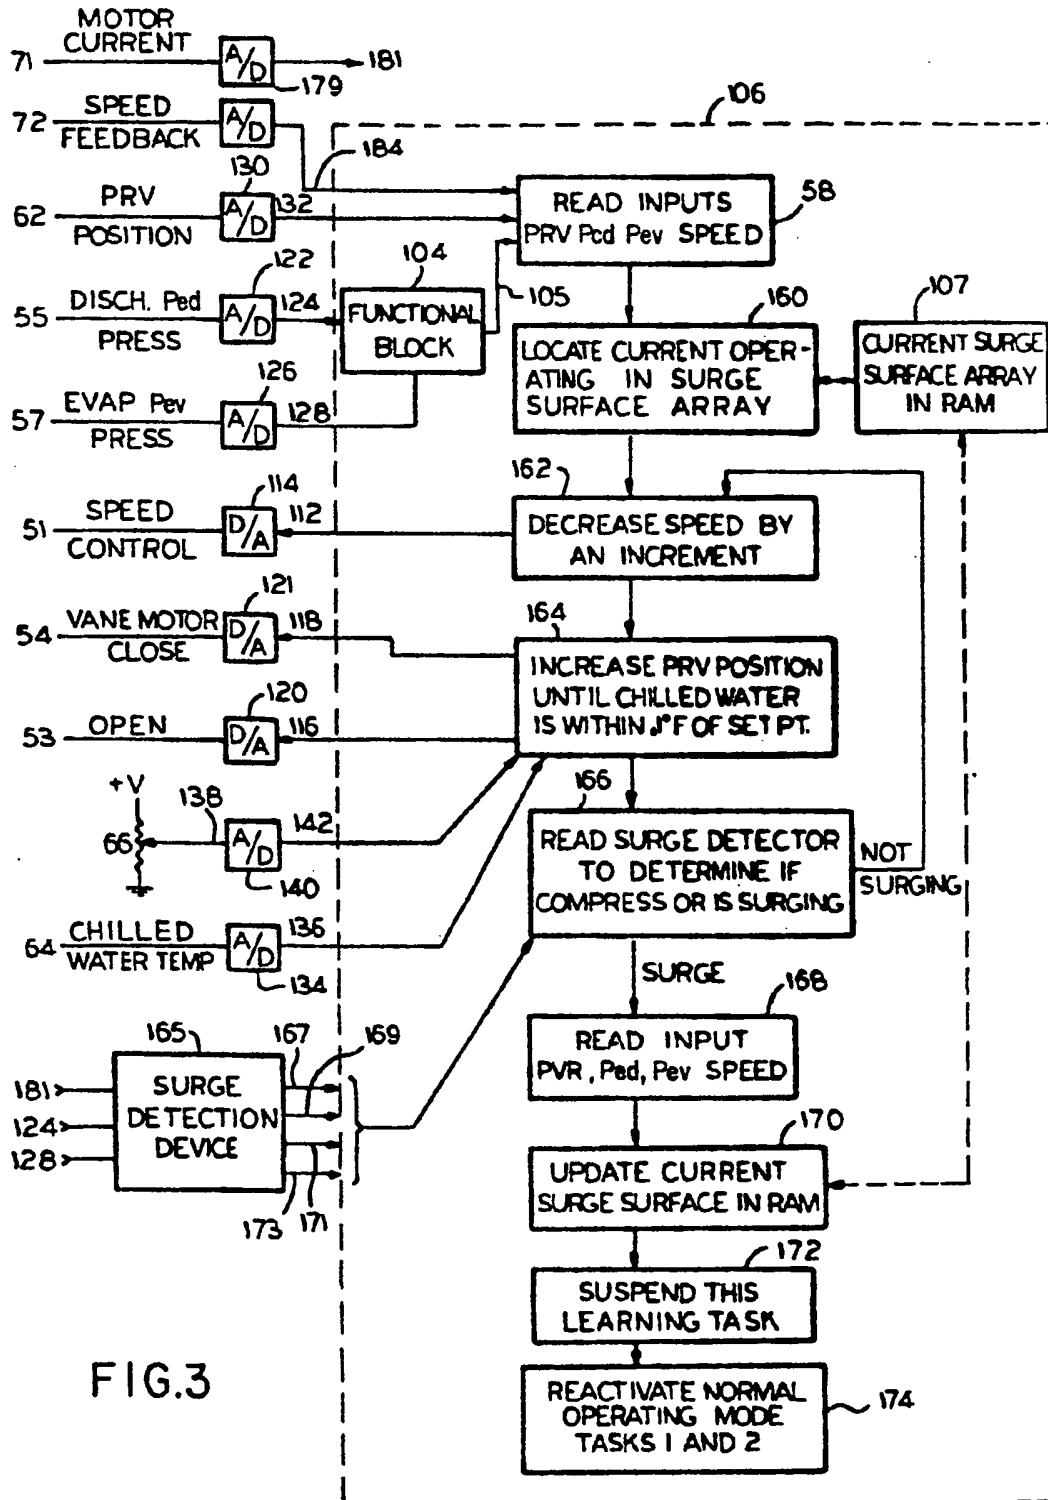 MOTOR
CURRENT
71
A/D
181
179
106
SPEED
72
FEEDBACK
A/D
184
130
PRV
62
POSITION
A/D
132
READ INPUTS
PRV Pcd Pev SPEED
58
122
104
DISCH. Ped
55
PRESS
A/D
124
FUNCTIONAL
BLOCK
105
160
107
LOCATE CURRENT OPER-
ATING IN SURGE
SURFACE ARRAY
CURRENT SURGE
SURFACE ARRAY
IN RAM
126
EVAP Pev
57
PRESS
A/D
128
114
162
SPEED
51
CONTROL
D/A
112
DECREASE SPEED BY
AN INCREMENT
121
VANE MOTOR
54
CLOSE
D/A
118
164
INCREASE PRV POSITION
UNTIL CHILLED WATER
IS WITHIN .1°F OF SET PT.
120
53
OPEN
D/A
116
+V
138
66
A/D
142
140
166
READ SURGE DETECTOR
TO DETERMINE IF
COMPRESS OR IS SURGING
NOT
SURGING
CHILLED
64
WATER TEMP
A/D
136
134
SURGE
168
READ INPUT
PVR, Ped, Pev SPEED
165
167
169
181
124
128
SURGE
DETECTION
DEVICE
173
171
170
UPDATE CURRENT
SURGE SURFACE IN RAM
172
SUSPEND THIS
LEARNING TASK
REACTIVATE NORMAL
OPERATING MODE
TASKS 1 AND 2
174
FIG.3